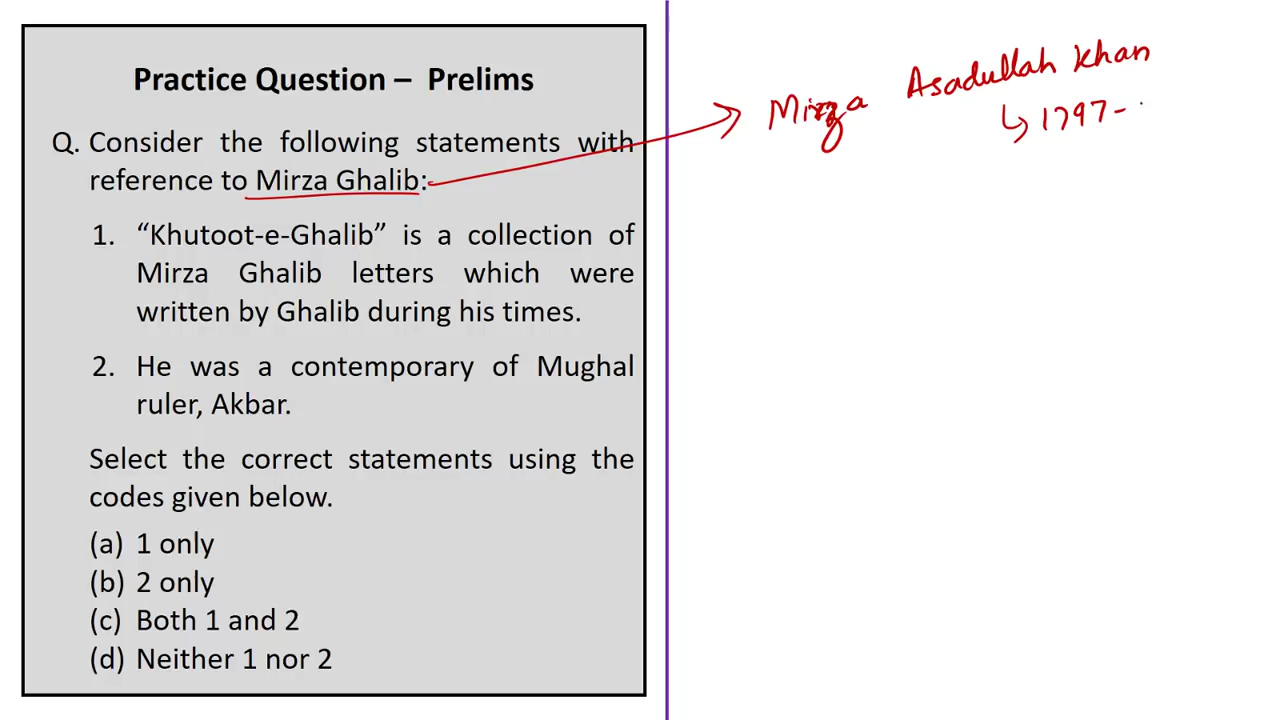 Practice Question – Prelims
Q. Consider the following statements with
reference to Mirza Ghalib:
1. “Khutoot-e-Ghalib” is a collection of
Mirza Ghalib letters which were
written by Ghalib during his times.
2. He was a contemporary of Mughal
ruler, Akbar.
Select the correct statements using the
codes given below.
(a) 1 only
(b) 2 only
(c) Both 1 and 2
(d) Neither 1 nor 2
Mirza Asadullah Khan
1797-